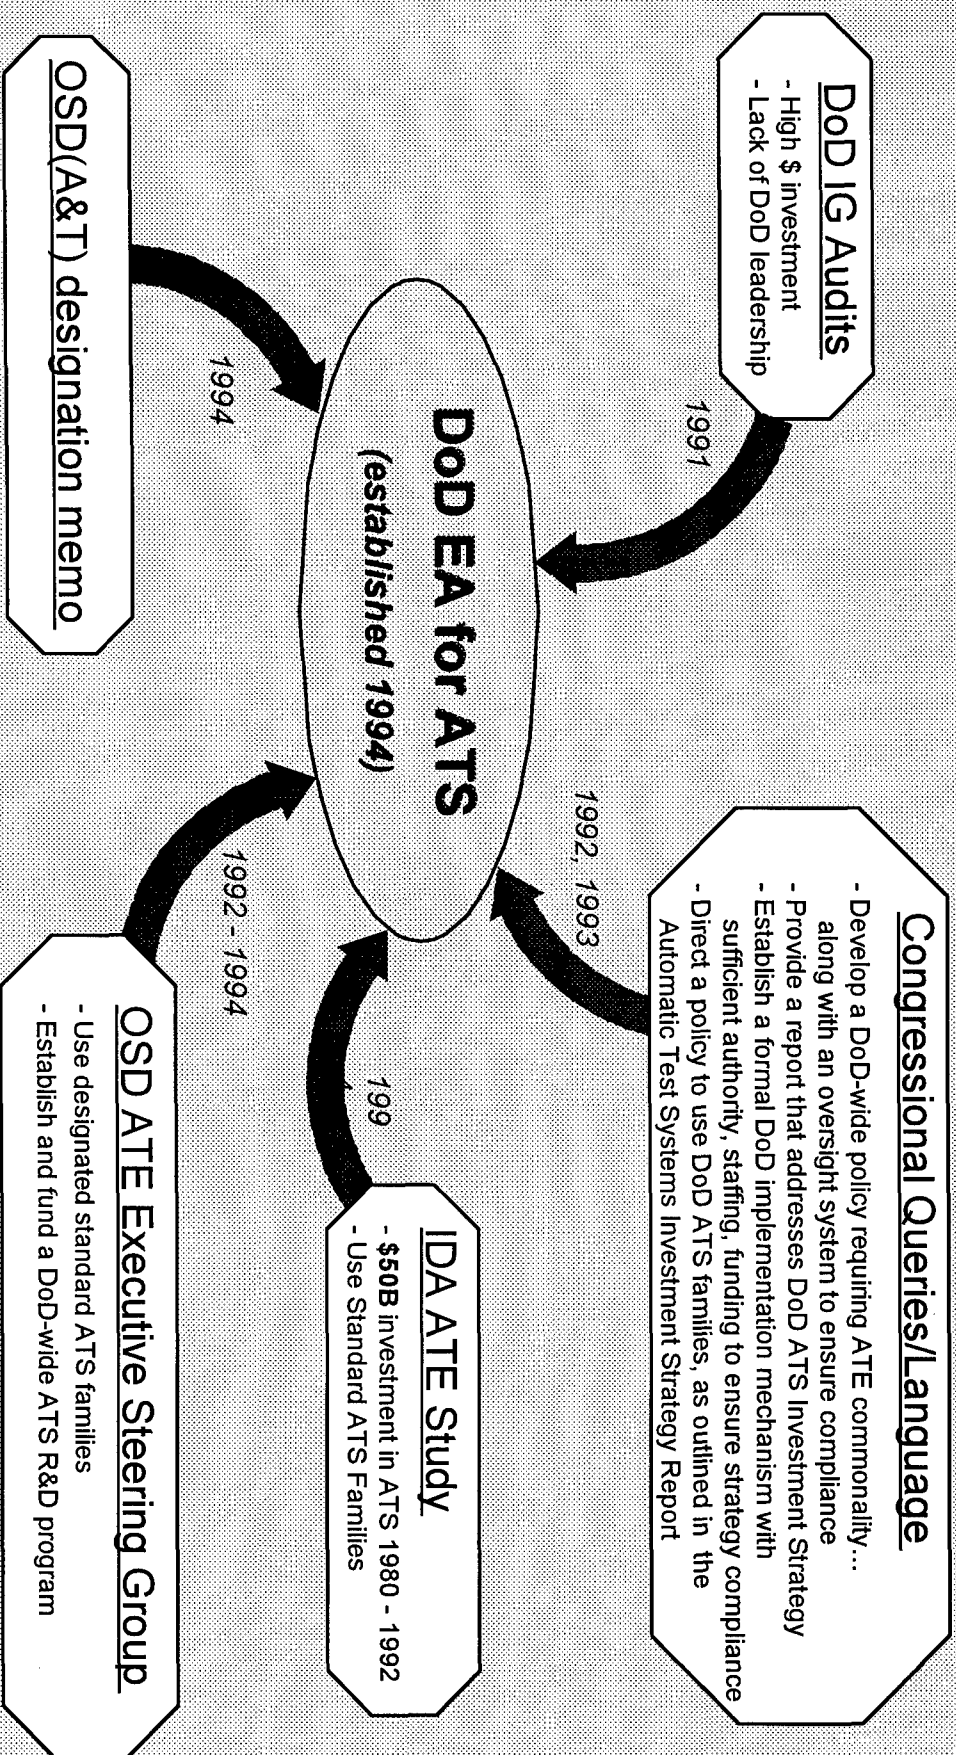 DoD IG Audits
- High $ investment
- Lack of DoD leadership
1991
Congressional Queries/Language
- Develop a DoD-wide policy requiring ATE commonality...
along with an oversight system to ensure compliance
- Provide a report that addresses DoD ATS Investment Strategy
- Establish a formal DoD implementation mechanism with
sufficient authority, staffing, funding to ensure strategy compliance
- Direct a policy to use DoD ATS families, as outlined in the
Automatic Test Systems Investment Strategy Report
1992, 1993
DoD EA for ATS
(established 1994)
IDA ATE Study
- $50B investment in ATS 1980 - 1992
- Use Standard ATS Families
199
OSD(A&T) designation memo
1994
OSD ATE Executive Steering Group
- Use designated standard ATS families
- Establish and fund a DoD-wide ATS R&D program
1992 - 1994